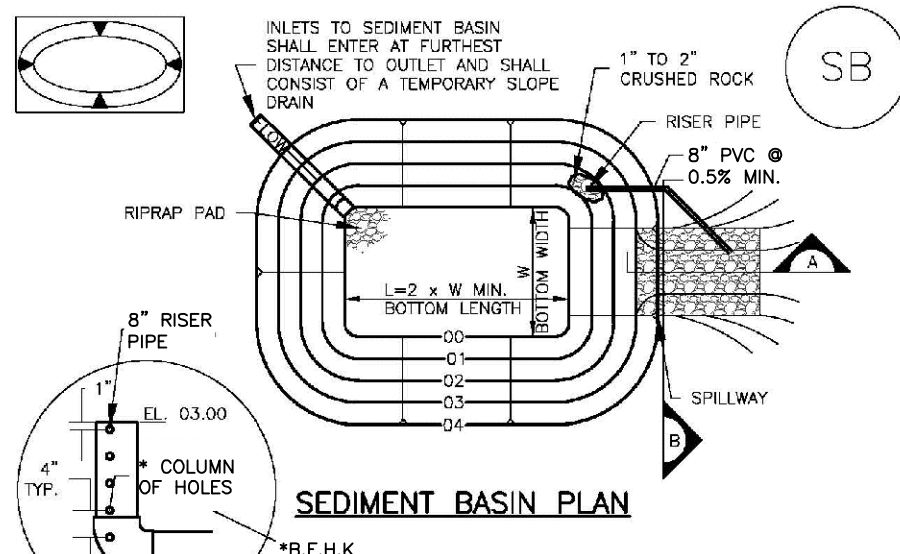 INLETS TO SEDIMENT BASIN
SHALL ENTER AT FURTHEST
DISTANCE TO OUTLET AND SHALL
CONSIST OF A TEMPORARY SLOPE
DRAIN
1" TO 2"
CRUSHED ROCK
SB
RISER PIPE
8" PVC @
0.5% MIN.
FLOW
RIPRAP PAD
L=2 x W MIN.
BOTTOM LENGTH
W
BOTTOM WIDTH
A
00
01
02
03
04
SPILLWAY
B
8" RISER
PIPE
1"
EL. 03.00
4"
TYP.
* COLUMN
OF HOLES
SEDIMENT BASIN PLAN